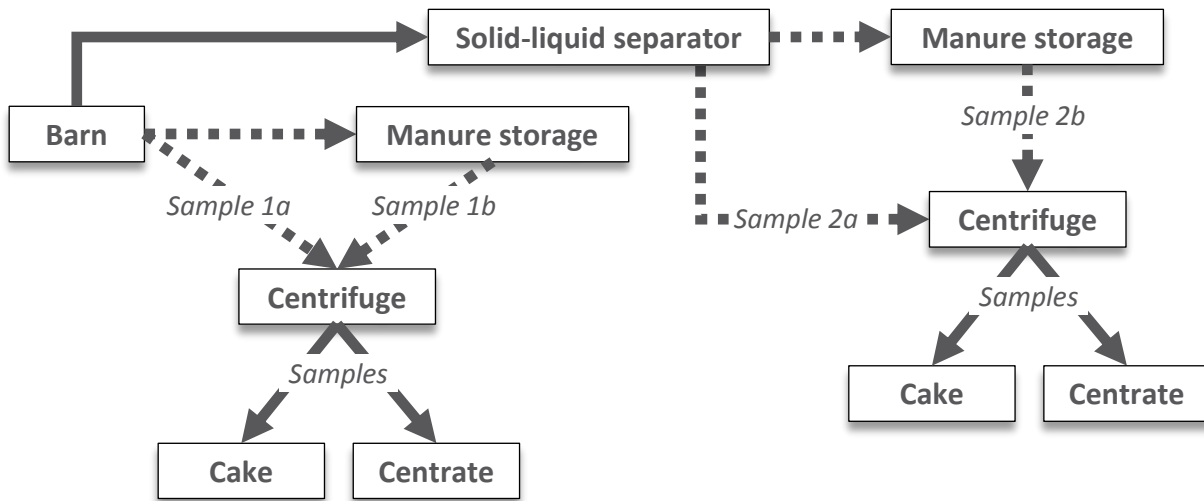 Solid-liquid separator
Manure storage
Barn
Manure storage
Sample 2b
Sample 1a
Sample 1b
Sample 2a
Centrifuge
Centrifuge
Samples
Samples
Cake
Centrate
Cake
Centrate